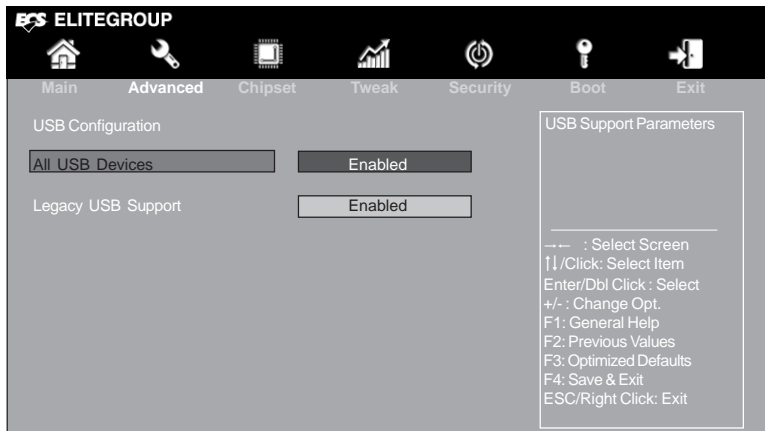 ECS ELITEGROUP
Main Advanced Chipset Tweak Security Boot Exit
USB Configuration
All USB Devices Enabled
Legacy USB Support Enabled
USB Support Parameters
→← : Select Screen
↑↓/Click: Select Item
Enter/Dbl Click : Select
+/- : Change Opt.
F1: General Help
F2: Previous Values
F3: Optimized Defaults
F4: Save & Exit
ESC/Right Click: Exit